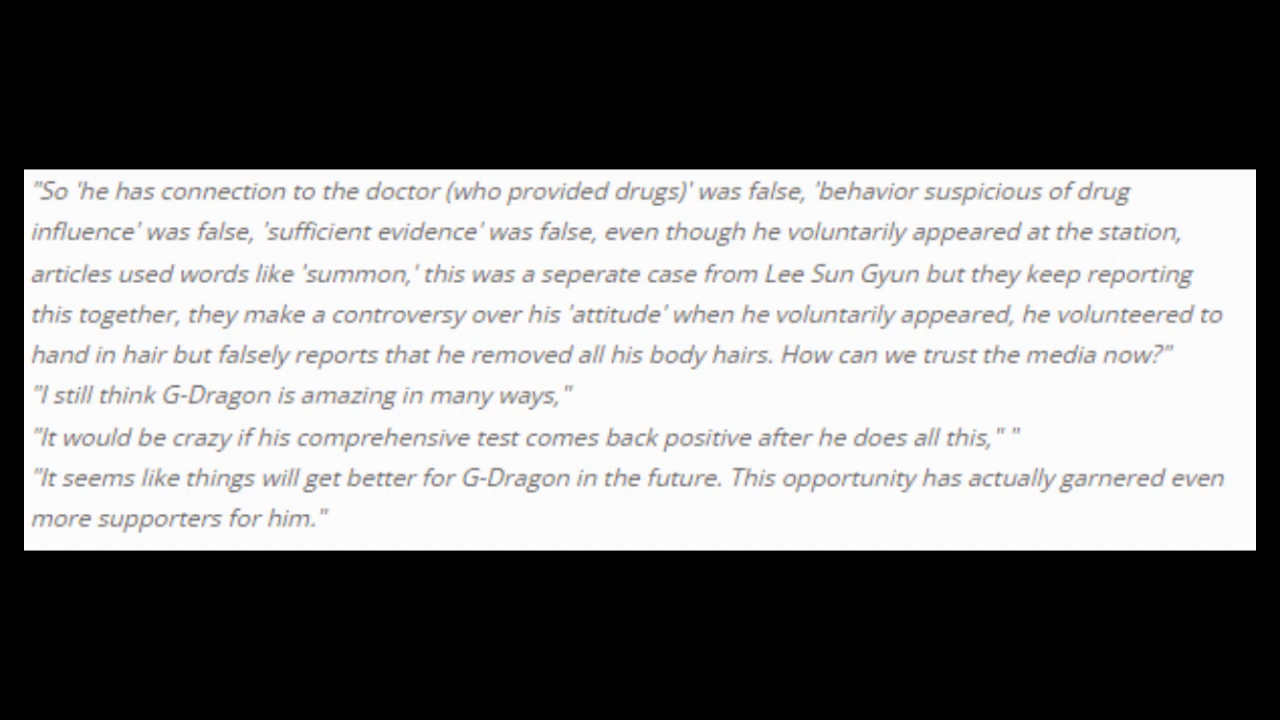 "So 'he has connection to the doctor (who provided drugs)' was false, 'behavior suspicious of drug
influence' was false, 'sufficient evidence' was false, even though he voluntarily appeared at the station,
articles used words like 'summon,' this was a seperate case from Lee Sun Gyun but they keep reporting
this together, they make a controversy over his 'attitude' when he voluntarily appeared, he volunteered to
hand in hair but falsely reports that he removed all his body hairs. How can we trust the media now?"
"I still think G-Dragon is amazing in many ways,"
"It would be crazy if his comprehensive test comes back positive after he does all this," "
"It seems like things will get better for G-Dragon in the future. This opportunity has actually garnered even
more supporters for him."